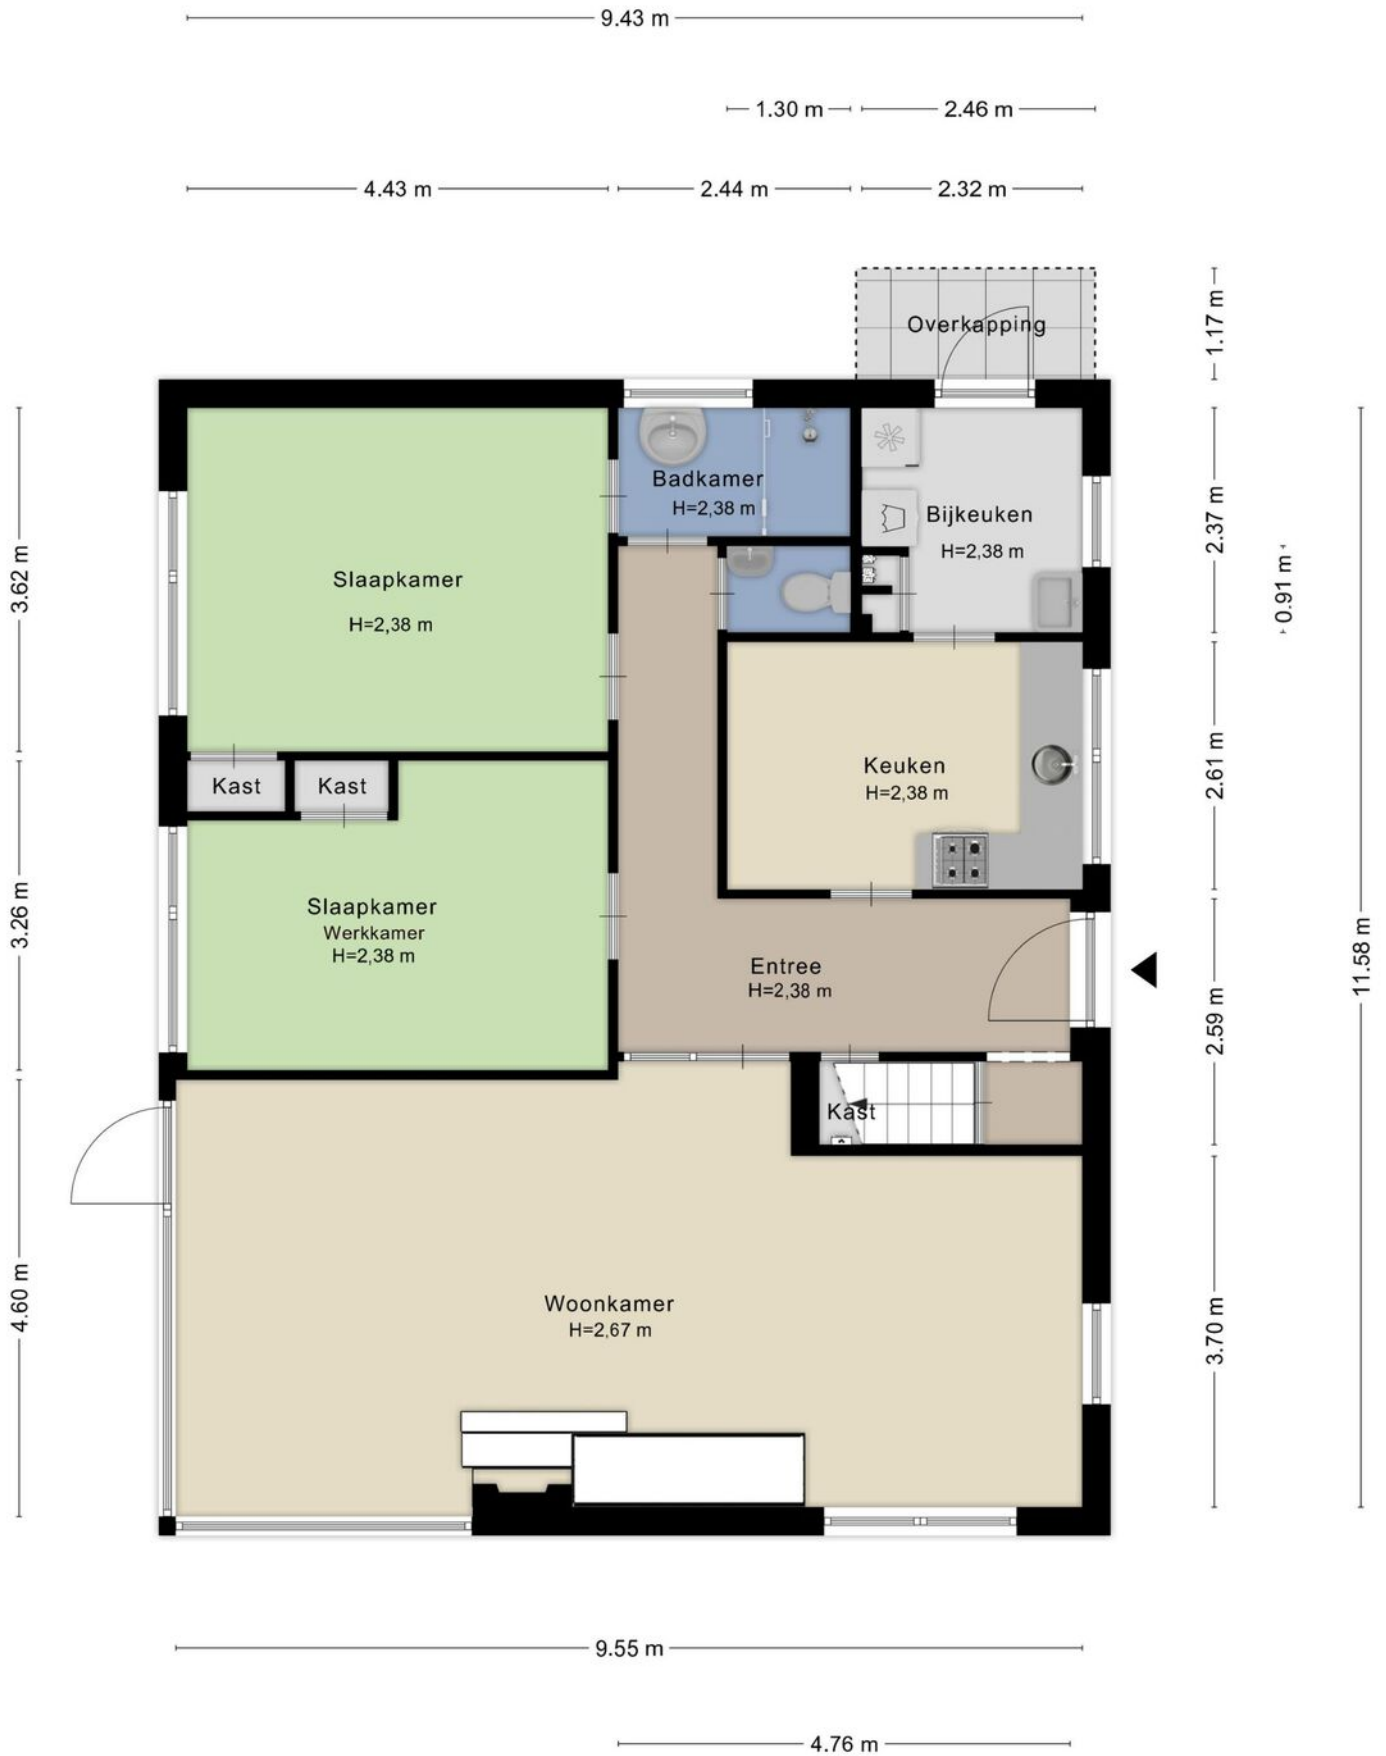 9.43 m
1.30 m
2.46 m
4.43 m
2.44 m
2.32 m
1.17 m
Overkapping
Badkamer
H=2,38 m
Bijkeuken
H=2,38 m
2.37 m
0.91 m
3.62 m
Slaapkamer
H=2,38 m
Keuken
H=2,38 m
2.61 m
Kast
Kast
3.26 m
Slaapkamer
Werkkamer
H=2,38 m
Entree
H=2,38 m
11.58 m
2.59 m
Kast
4.60 m
Woonkamer
H=2,67 m
3.70 m
9.55 m
4.76 m